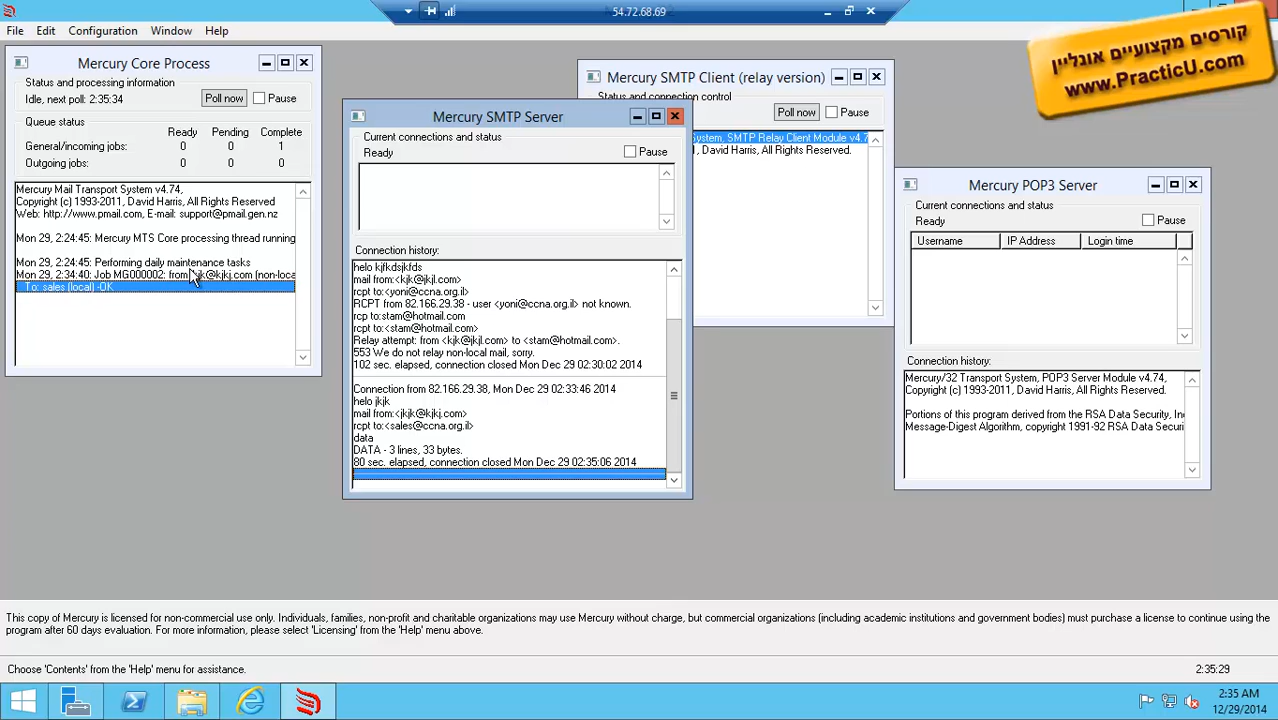 54.72.68.69
קורסים מקצועיים אונליין
www.PracticU.com
File Edit Configuration Window Help
Mercury Core Process
Status and processing information
Idle, next poll: 2:35:34
Poll now
Pause
Queue status
Ready Pending Complete
General/incoming jobs: 0 0 1
Outgoing jobs: 0 0 0
Mercury Mail Transport System v4.74,
Copyright (c) 1993-2011, David Harris, All Rights Reserved
Web: http://www.pmail.com, E-mail: support@pmail.gen.nz
Mon 29, 2:24:45: Mercury MTS Core processing thread running
Mon 29, 2:24:45: Performing daily maintenance tasks
Mon 29, 2:34:40: Job MG000002: from jkjk@kjkj.com (non-loca
To: sales (local) -OK
Mercury SMTP Server
Current connections and status
Ready
Pause
Connection history:
helo kjfkdsjkfds
mail from:<kjk@kjjl.com>
rcpt to:<yoni@ccna.org.il>
RCPT from 82.166.29.38 - user <yoni@ccna.org.il> not known.
rcp to:stam@hotmail.com
rcpt to:<stam@hotmail.com>
Relay attempt: from <kjk@kjjl.com> to <stam@hotmail.com>.
553 We do not relay non-local mail, sorry.
102 sec. elapsed, connection closed Mon Dec 29 02:30:02 2014
Connection from 82.166.29.38, Mon Dec 29 02:33:46 2014
helo jkjk
mail from:<jkjk@kjkj.com>
rcpt to:<sales@ccna.org.il>
data
DATA - 3 lines, 33 bytes.
80 sec. elapsed, connection closed Mon Dec 29 02:35:06 2014
Mercury SMTP Client (relay version)
Status and connection control
Poll now
Pause
System, SMTP Relay Client Module v4.7
, David Harris, All Rights Reserved.
Mercury POP3 Server
Current connections and status
Ready
Pause
Username IP Address Login time
Connection history:
Mercury/32 Transport System, POP3 Server Module v4.74,
Copyright (c) 1993-2011, David Harris, All Rights Reserved.
Portions of this program derived from the RSA Data Security, Inc
Message-Digest Algorithm, copyright 1991-92 RSA Data Securi
This copy of Mercury is licensed for non-commercial use only. Individuals, families, non-profit and charitable organizations may use Mercury without charge, but commercial organizations (including academic institutions and government bodies) must purchase a license to continue using the
program after 60 days evaluation. For more information, please select 'Licensing' from the 'Help' menu above.
Choose 'Contents' from the 'Help' menu for assistance.
2:35:29
2:35 AM
12/29/2014